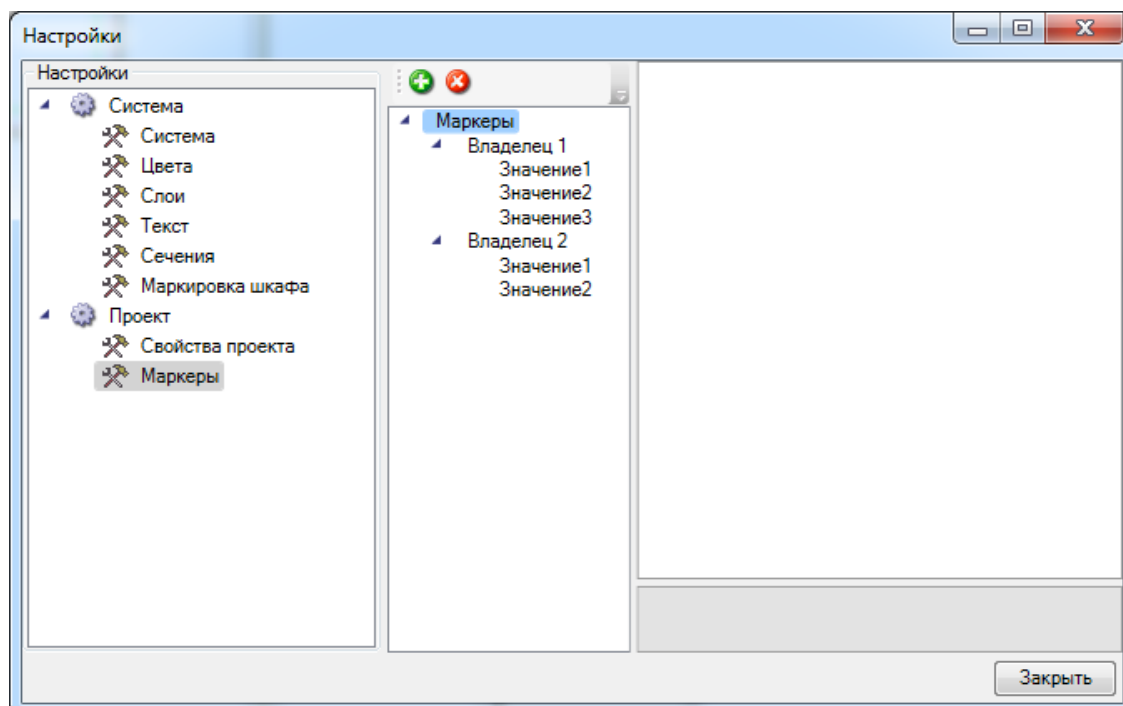 Настройки
Настройки
Система
Система
Цвета
Слои
Текст
Сечения
Маркировка шкафа
Проект
Свойства проекта
Маркеры
Маркеры
Владелец 1
Значение1
Значение2
Значение3
Владелец 2
Значение1
Значение2
Закрыть